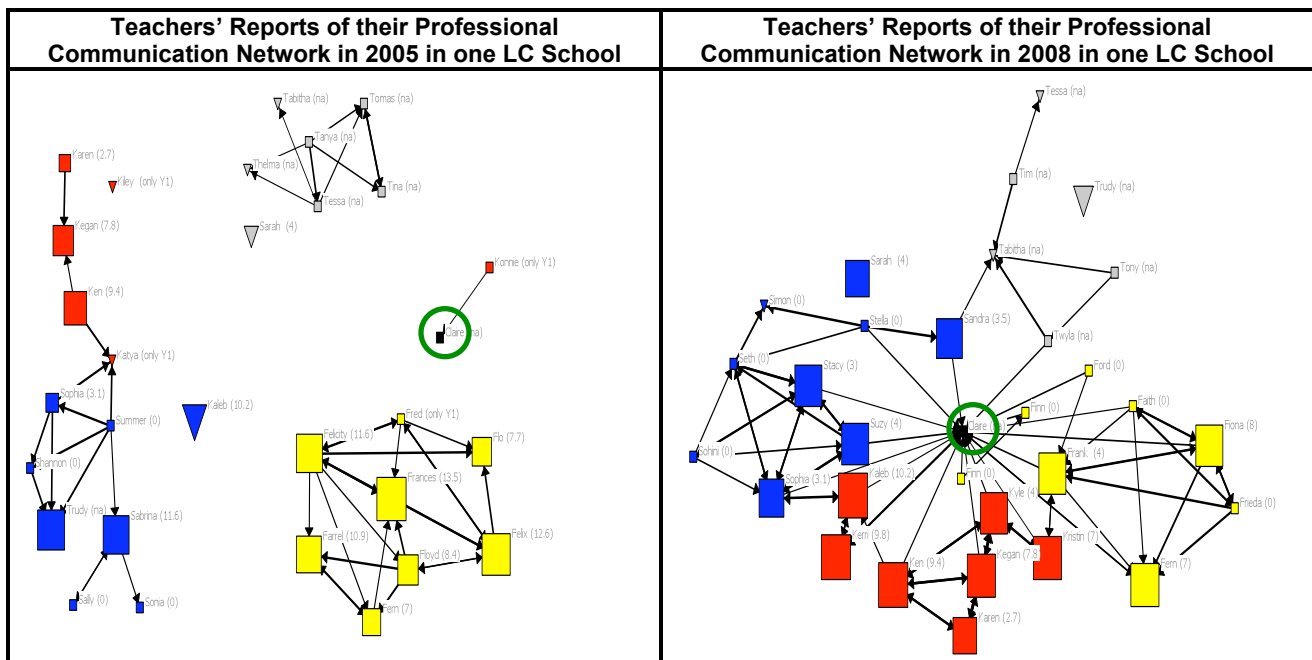 Teachers' Reports of their Professional
Communication Network in 2005 in one LC School
Teachers' Reports of their Professional
Communication Network in 2008 in one LC School
Tabitha (na)
Tomas (na)
Tanya (na)
Karen (2.7)
Thelma (na)
Kiley (only Y1)
Tina (na)
Tessa (na)
Kegan (7.8)
Sarah (4)
Konnie (only Y1)
Ken (9.4)
Claire (na)
Katya (only Y1)
Sophia (3.1)
Kaleb (10.2)
Summer (0)
Fred (only Y1)
Felicity (11.6)
Flo (7.7)
Shannon (0)
Frances (13.5)
Trudy (na)
Sabrina (11.6)
Farrel (10.9)
Floyd (8.4)
Felix (12.6)
Sally (0)
Sonia (0)
Fern (7)
Tessa (na)
Tim (na)
Trudy (na)
Tabitha (na)
Sarah (4)
Tony (na)
Simon (0)
Stella (0)
Sandra (3.5)
Twyla (na)
Seth (0)
Stacy (3)
Ford (0)
Finn (0)
Faith (0)
Suzy (4)
Claire (na)
Fiona (8)
Sohini (0)
Frank (4)
Sophia (3.1)
Kaleb (10.2)
Finn (0)
Kyle (4)
Frieda (0)
Kerri (9.8)
Kristin (7)
Ken (9.4)
Kegan (7.8)
Fern (7)
Karen (2.7)